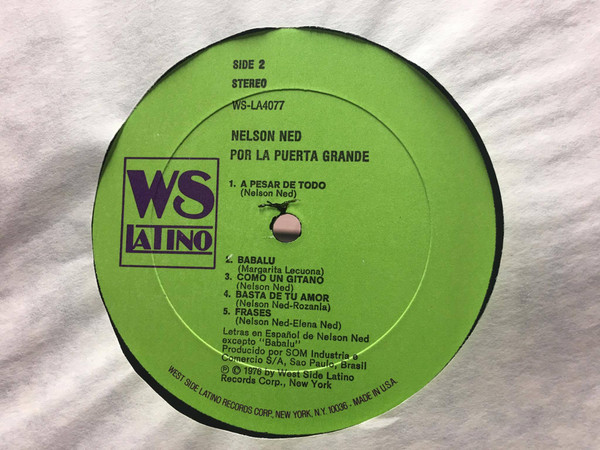 SIDE 2
STEREO
WS-LA4077
NELSON NED
POR LA PUERTA GRANDE
1. A PESAR DE TODO
(Nelson Ned)
WS
LATINO
2. BABALU
(Margarita Lecuona)
3. COMO UN GITANO
(Nelson Ned)
4. BASTA DE TU AMOR
(Nelson Ned-Rozania)
5. FRASES
(Nelson Ned-Elena Ned)
Letras en Español de Nelson Ned
excepto "Babalu"
Producido por SOM Industria e
Comercio S/A, Sao Paulo, Brasil
Ⓟ © 1976 by West Side Latino
Records Corp., New York
WEST SIDE LATINO RECORDS CORP., NEW YORK, N.Y. 10036 - MADE IN U.S.A.